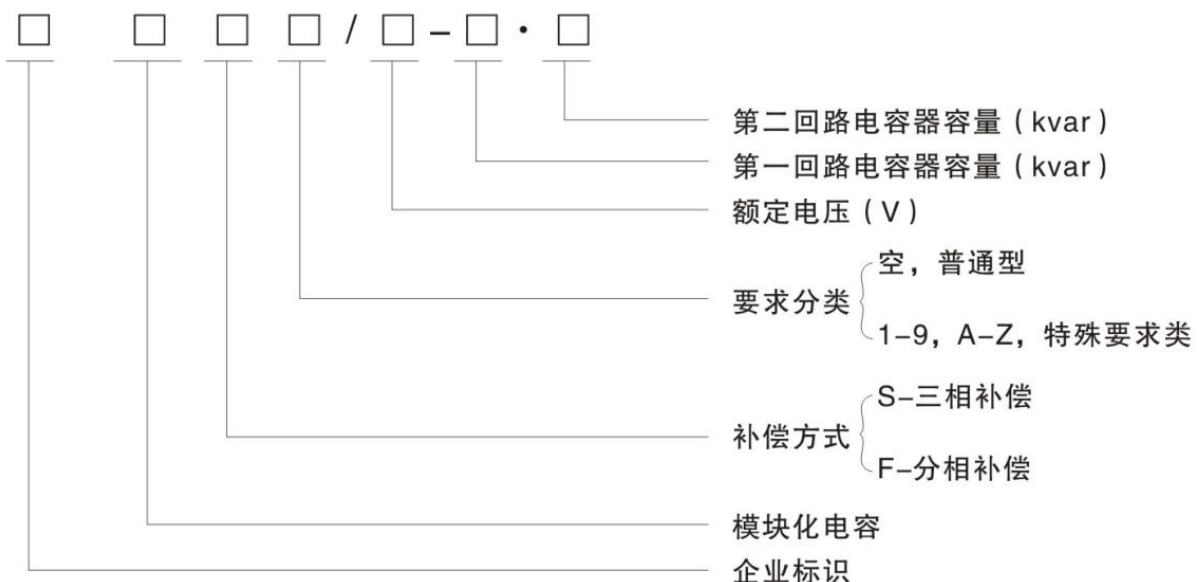 □ □ □ □ / □ – □ · □
第二回路电容器容量（kvar）
第一回路电容器容量（kvar）
额定电压（V）
空，普通型
要求分类
1–9，A–Z，特殊要求类
S–三相补偿
补偿方式
F–分相补偿
模块化电容
企业标识